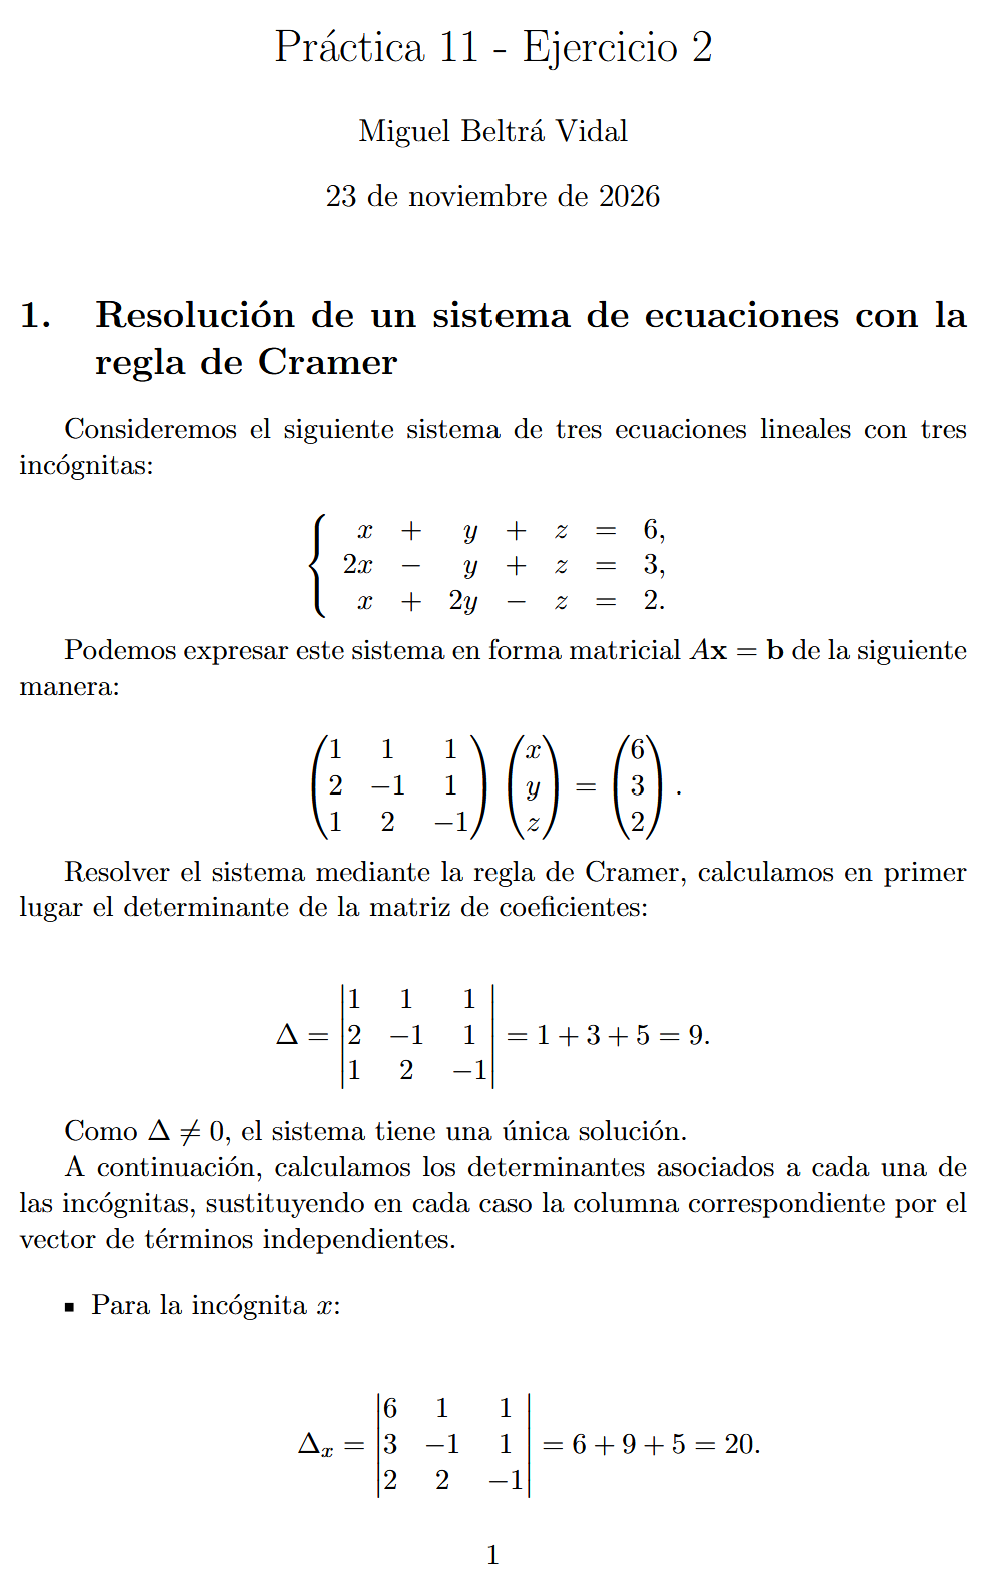 Práctica 11 - Ejercicio 2
Miguel Beltrá Vidal
23 de noviembre de 2026
1. Resolución de un sistema de ecuaciones con la
regla de Cramer
Consideremos el siguiente sistema de tres ecuaciones lineales con tres
incógnitas:
x + y + z = 6,
2x − y + z = 3,
x + 2y − z = 2.
Podemos expresar este sistema en forma matricial Ax = b de la siguiente
manera:
1 1 1 x 6
2 −1 1 y = 3 .
1 2 −1 z 2
Resolver el sistema mediante la regla de Cramer, calculamos en primer
lugar el determinante de la matriz de coeficientes:
1 1 1
Δ = 2 −1 1 = 1 + 3 + 5 = 9.
1 2 −1
Como Δ ≠ 0, el sistema tiene una única solución.
A continuación, calculamos los determinantes asociados a cada una de
las incógnitas, sustituyendo en cada caso la columna correspondiente por el
vector de términos independientes.
▪ Para la incógnita x:
6 1 1
Δx = 3 −1 1 = 6 + 9 + 5 = 20.
2 2 −1
1